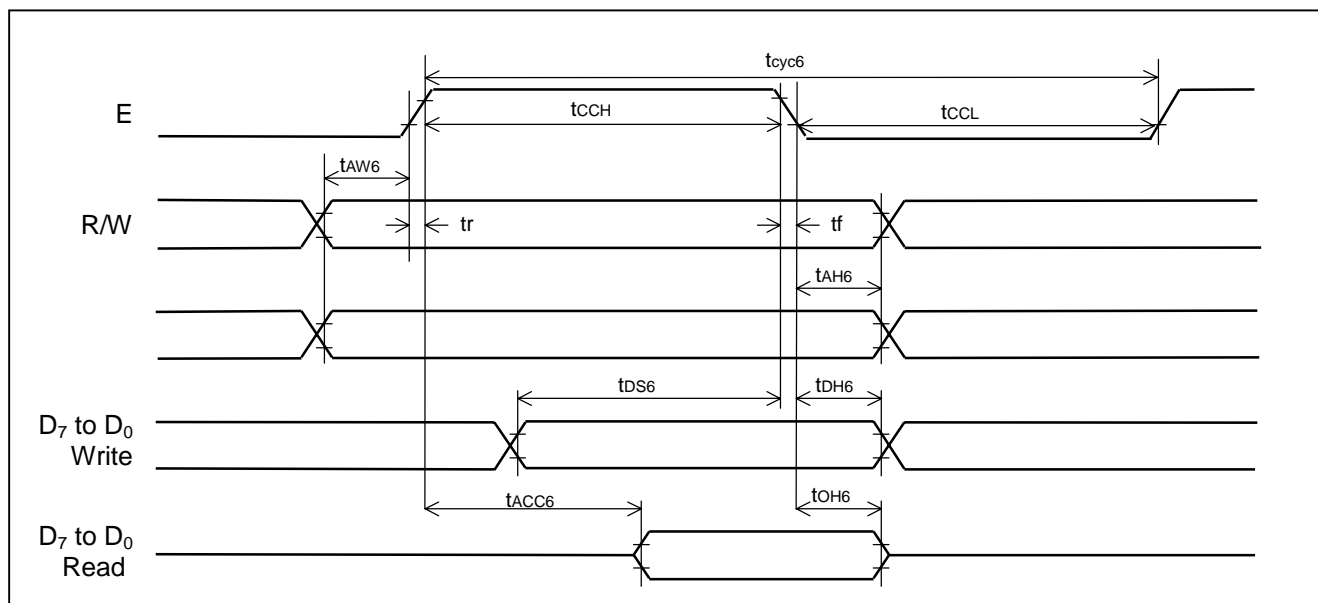 tcyc6
E
tCCH
tCCL
tAW6
R/W
tr
tf
tAH6
tDS6
tDH6
D7 to D0
Write
tACC6
tOH6
D7 to D0
Read